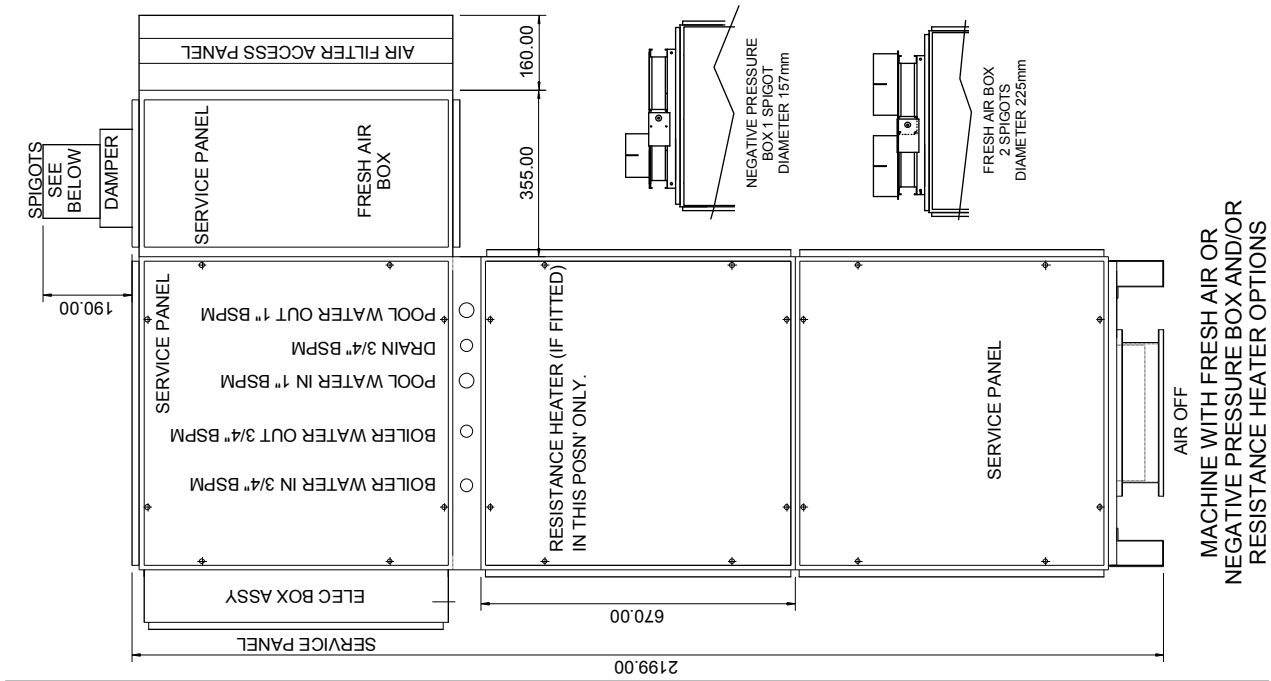 AIR FILTER ACCESS PANEL
160.00
355.00
SERVICE PANEL
FRESH AIR
BOX
SPIGOTS
SEE
BELOW
DAMPER
190.00
SERVICE PANEL
POOL WATER OUT 1" BSPM
DRAIN 3/4" BSPM
POOL WATER IN 1" BSPM
BOILER WATER OUT 3/4" BSPM
BOILER WATER IN 3/4" BSPM
RESISTANCE HEATER (IF FITTED)
IN THIS POSN' ONLY.
SERVICE PANEL
ELEC BOX ASSY
SERVICE PANEL
670.00
2199.00
AIR OFF
NEGATIVE PRESSURE
BOX 1 SPIGOT
DIAMETER 157mm
FRESH AIR BOX
2 SPIGOTS
DIAMETER 225mm
MACHINE WITH FRESH AIR OR
NEGATIVE PRESSURE BOX AND/OR
RESISTANCE HEATER OPTIONS